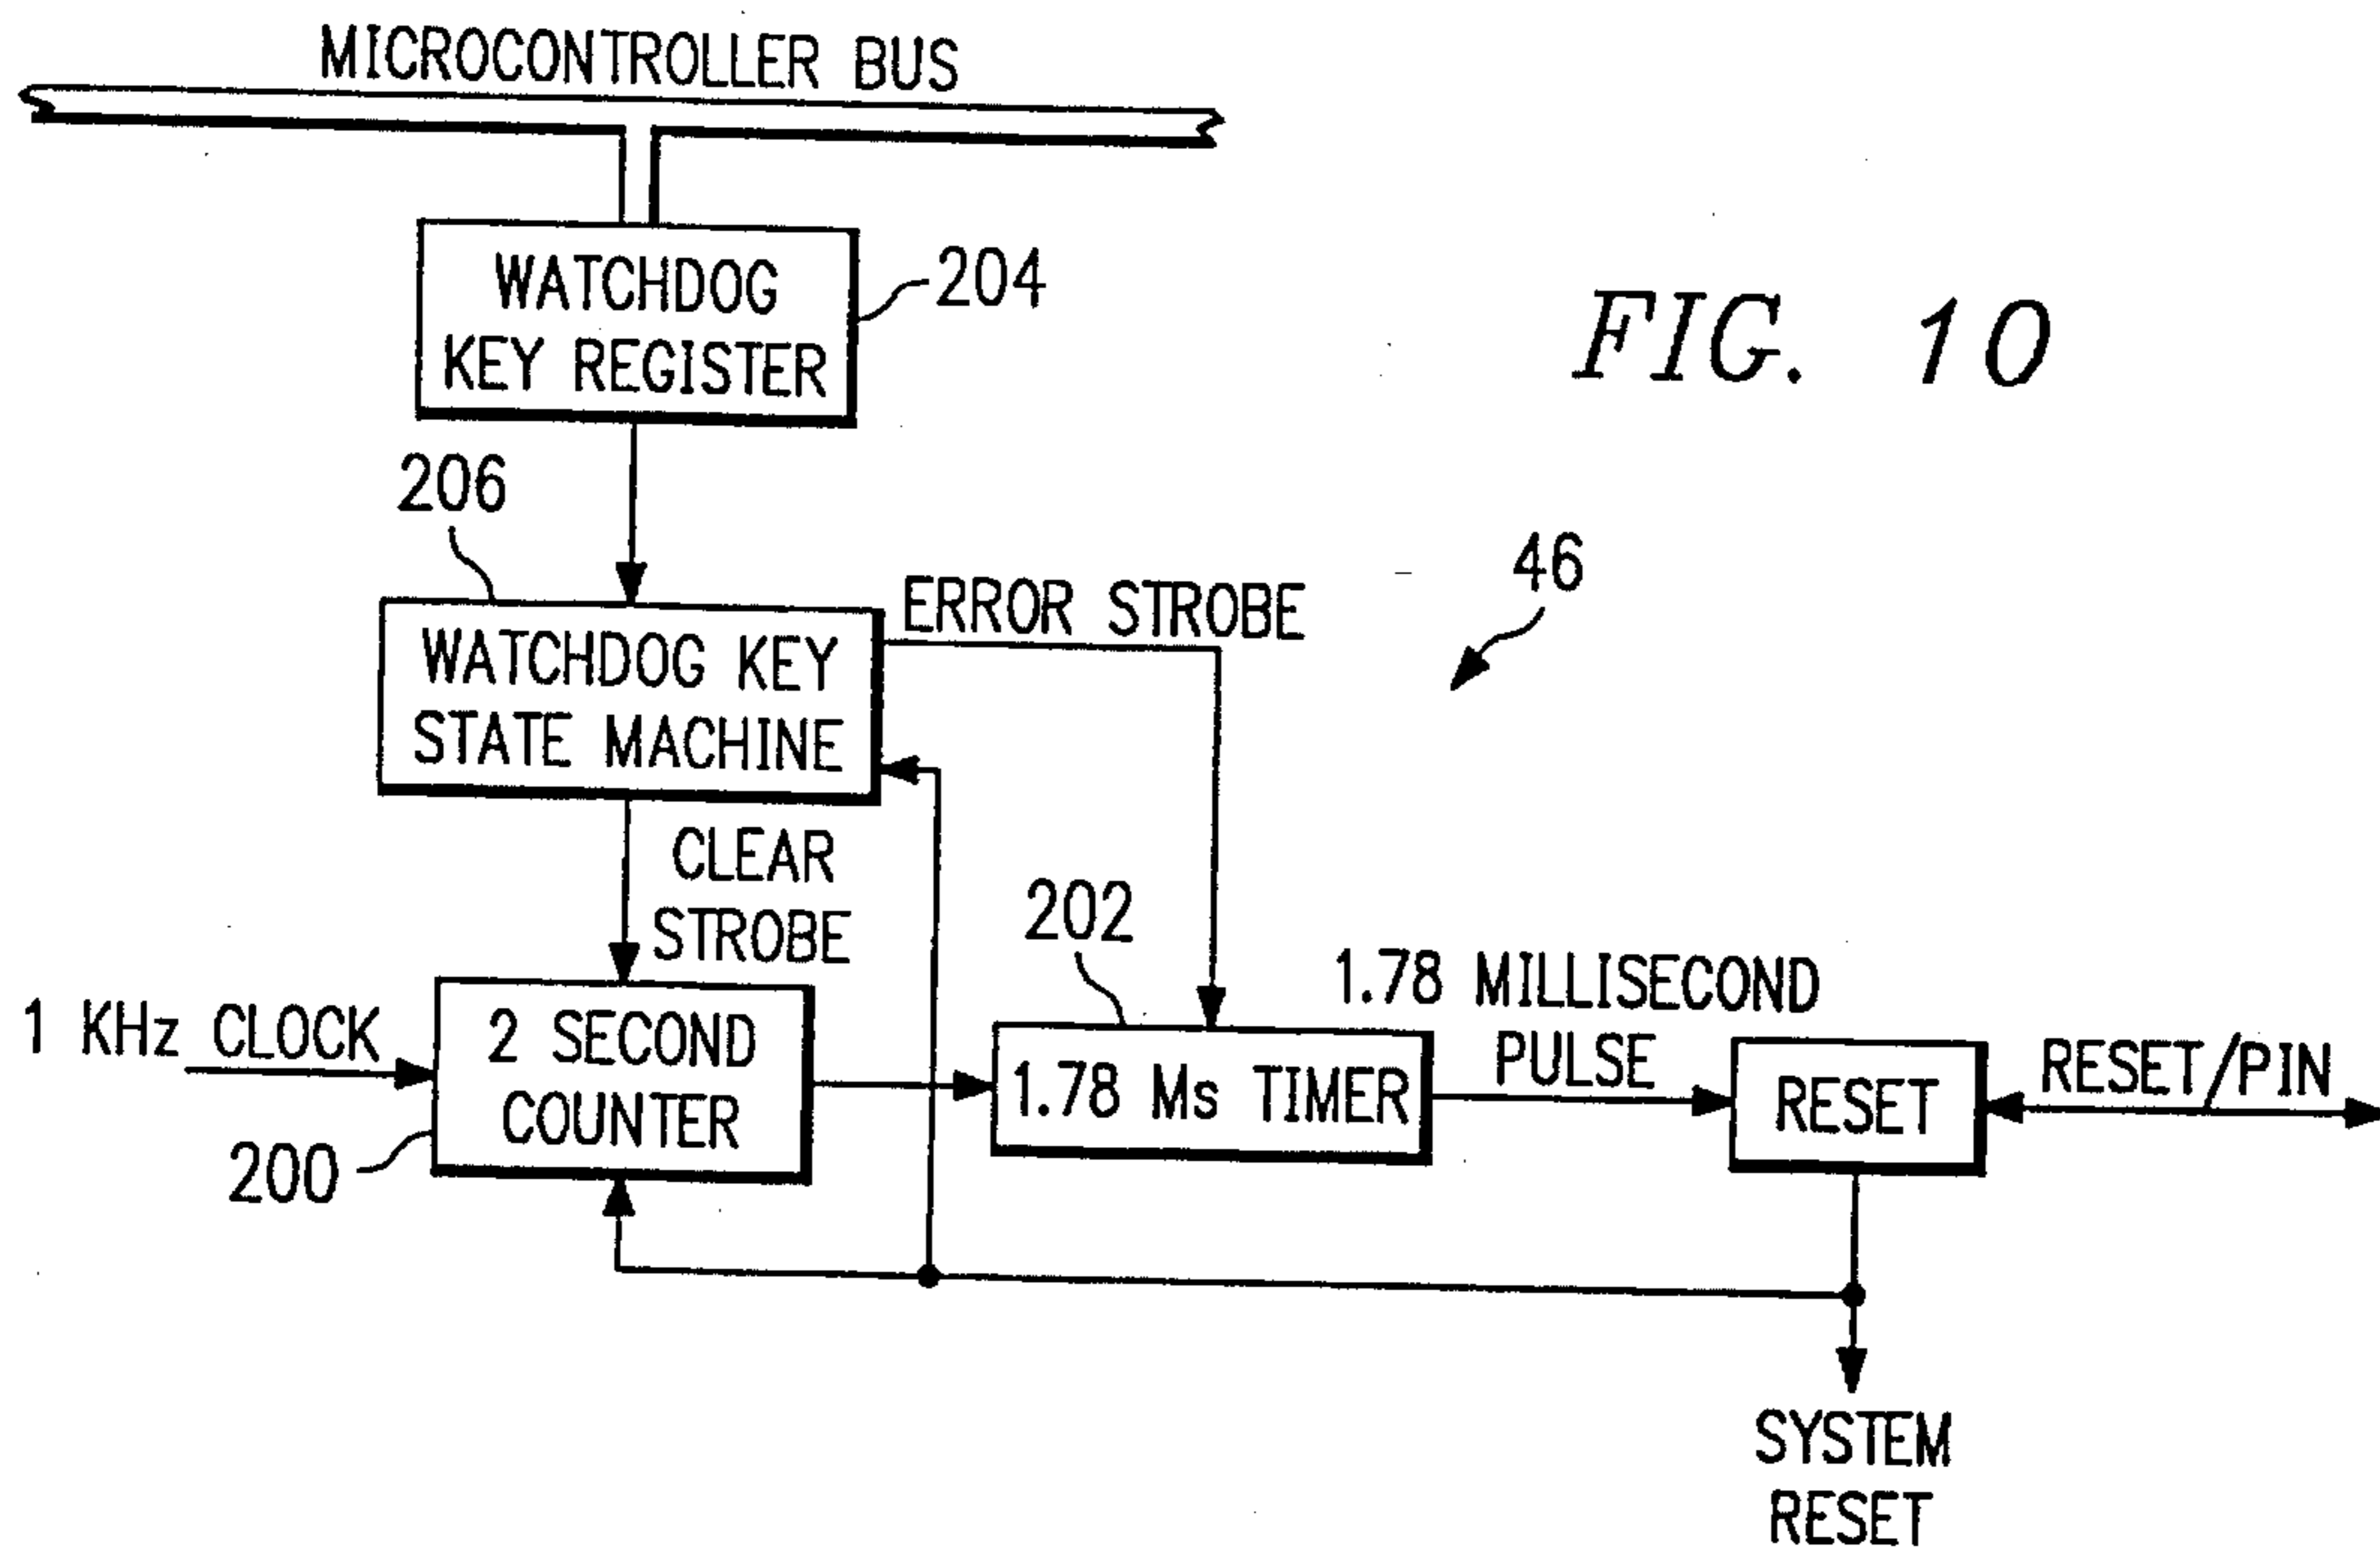 MICROCONTROLLER BUS
WATCHDOG
KEY REGISTER
204
FIG. 10
206
WATCHDOG KEY
STATE MACHINE
ERROR STROBE
46
CLEAR
STROBE
202
1 KHz CLOCK
2 SECOND
COUNTER
200
1.78 Ms TIMER
1.78 MILLISECOND
PULSE
RESET
RESET/PIN
SYSTEM
RESET